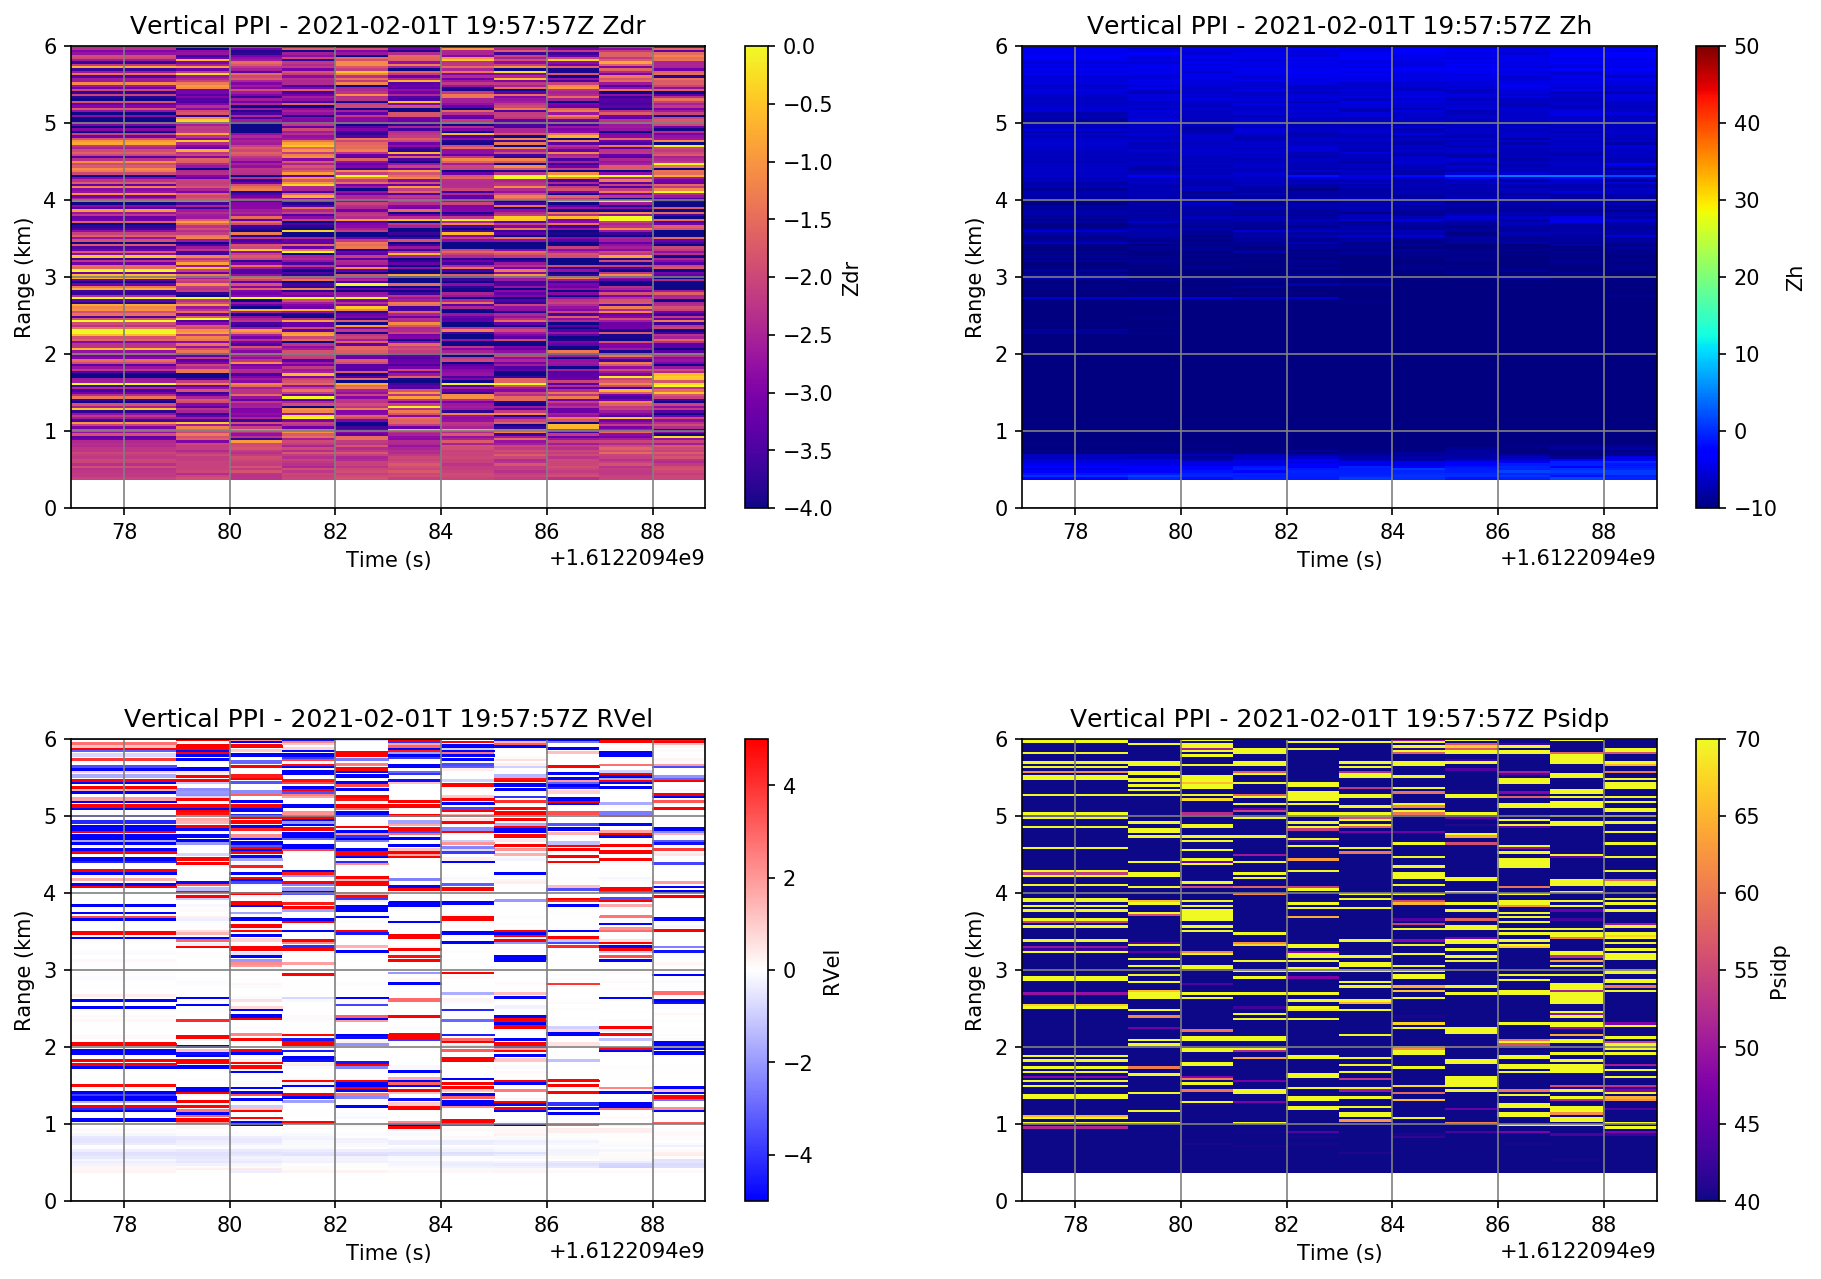 Vertical PPI - 2021-02-01T 19:57:57Z Zdr
6
5
4
3
2
1
0
Range (km)
78 80 82 84 86 88
Time (s)
+1.6122094e9
0.0
−0.5
−1.0
−1.5
−2.0
−2.5
−3.0
−3.5
−4.0
Zdr
Vertical PPI - 2021-02-01T 19:57:57Z Zh
6
5
4
3
2
1
0
Range (km)
78 80 82 84 86 88
Time (s)
+1.6122094e9
50
40
30
20
10
0
−10
Zh
Vertical PPI - 2021-02-01T 19:57:57Z RVel
6
5
4
3
2
1
0
Range (km)
78 80 82 84 86 88
Time (s)
+1.6122094e9
4
2
0
−2
−4
RVel
Vertical PPI - 2021-02-01T 19:57:57Z Psidp
6
5
4
3
2
1
0
Range (km)
78 80 82 84 86 88
Time (s)
+1.6122094e9
70
65
60
55
50
45
40
Psidp